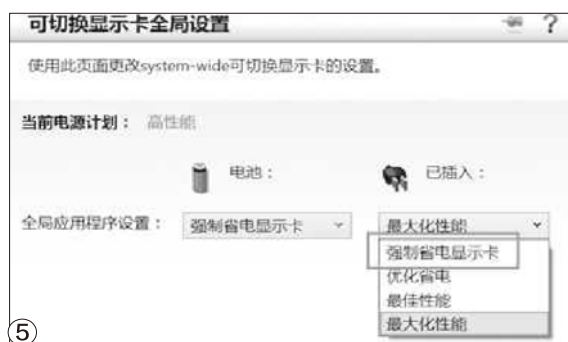 可切换显示卡全局设置 ?
使用此页面更改system-wide可切换显示卡的设置。
当前电源计划： 高性能
电池： 已插入：
全局应用程序设置： 强制省电显示卡 最大化性能
强制省电显示卡
优化省电
最佳性能
最大化性能
⑤